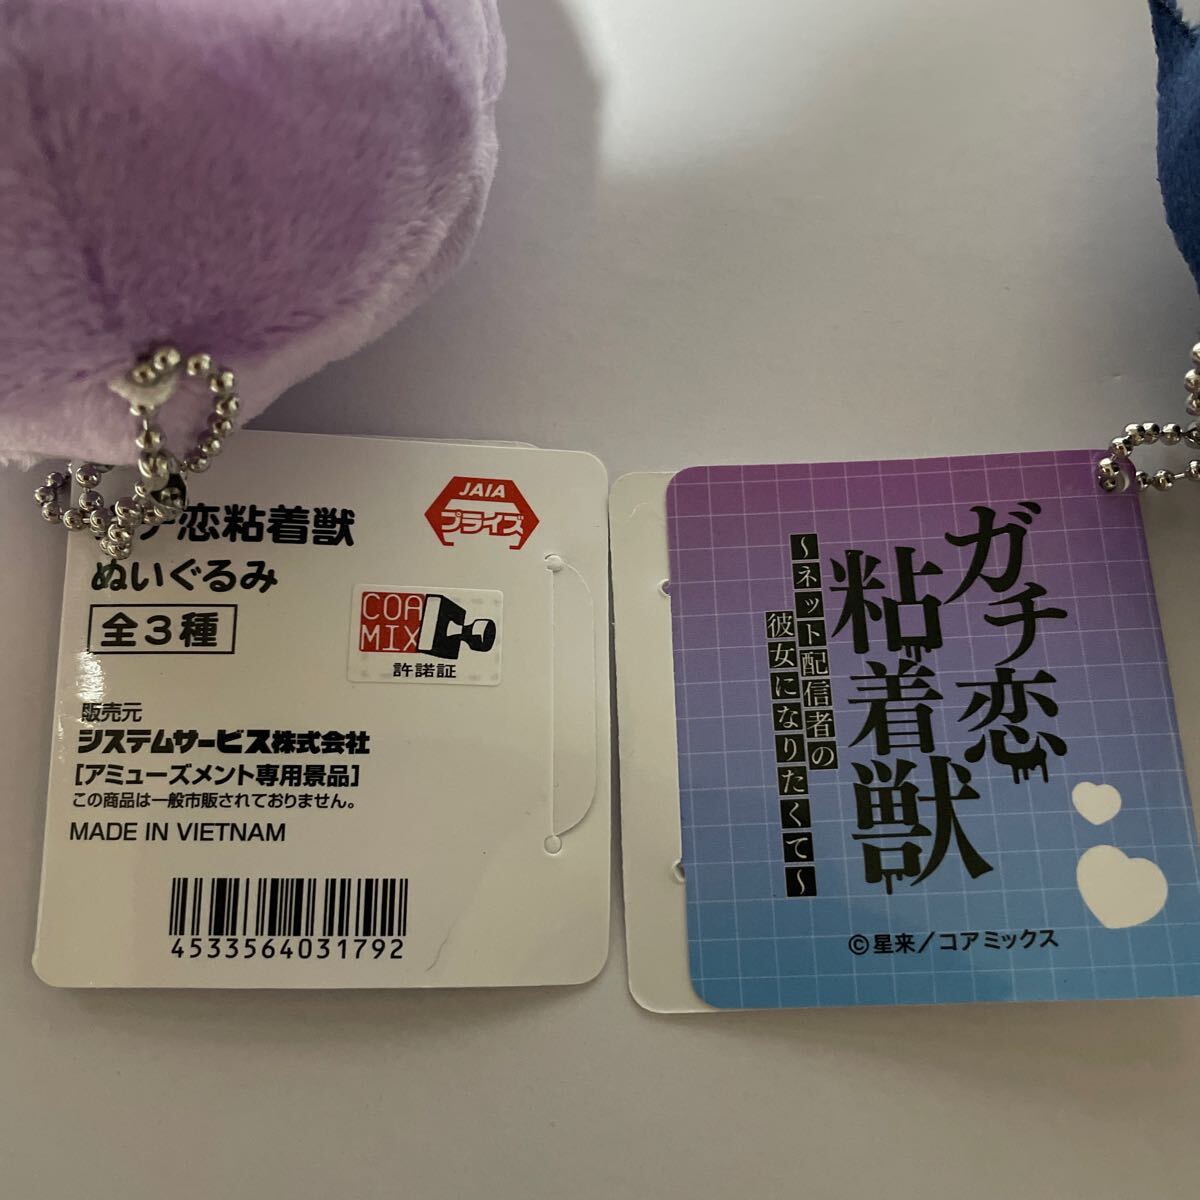 恋粘着獣
ぬいぐるみ
全3種
JAIA
プライズ
COA
MIX
許諾証
販売元
システムサービス株式会社
[アミューズメント専用景品]
この商品は一般市販されておりません。
MADE IN VIETNAM
4533564031792
ガチ恋
粘着獣
～ネット配信者の
彼女になりたくて～
©星来/コアミックス